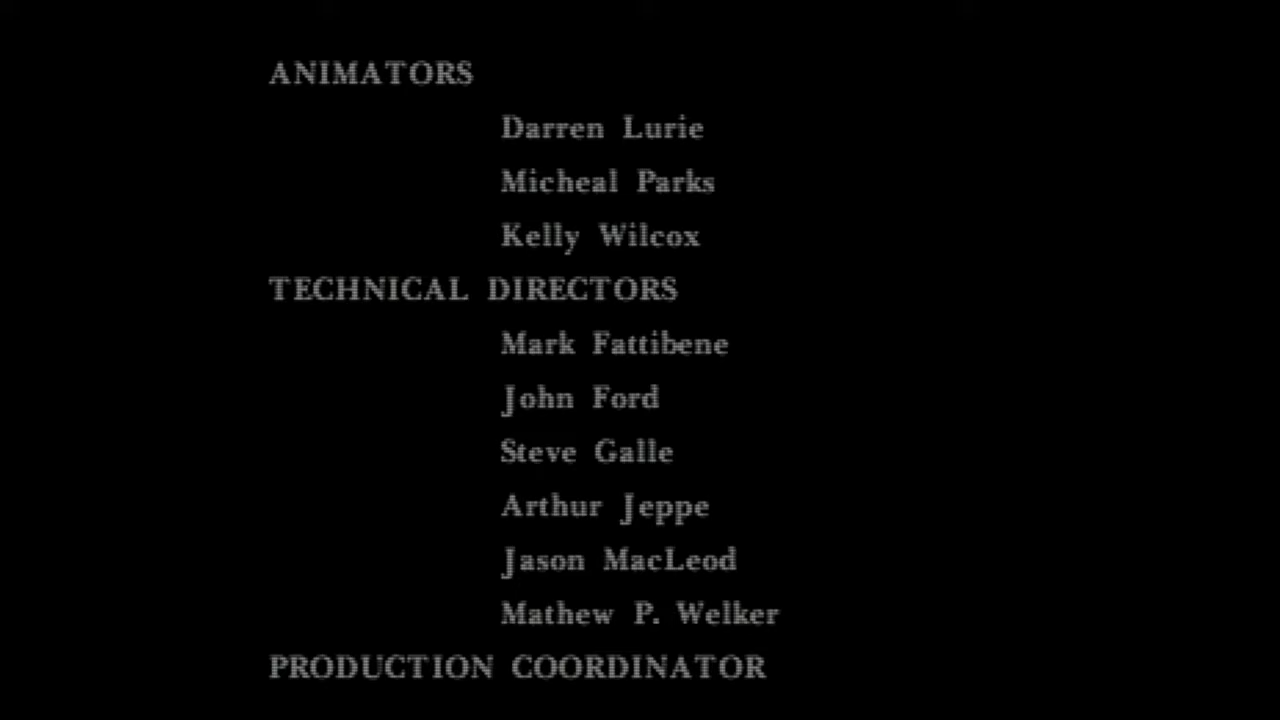 ANIMATORS
Darren Lurie
Micheal Parks
Kelly Wilcox
TECHNICAL DIRECTORS
Mark Fattibene
John Ford
Steve Galle
Arthur Jeppe
Jason MacLeod
Mathew P. Welker
PRODUCTION COORDINATOR